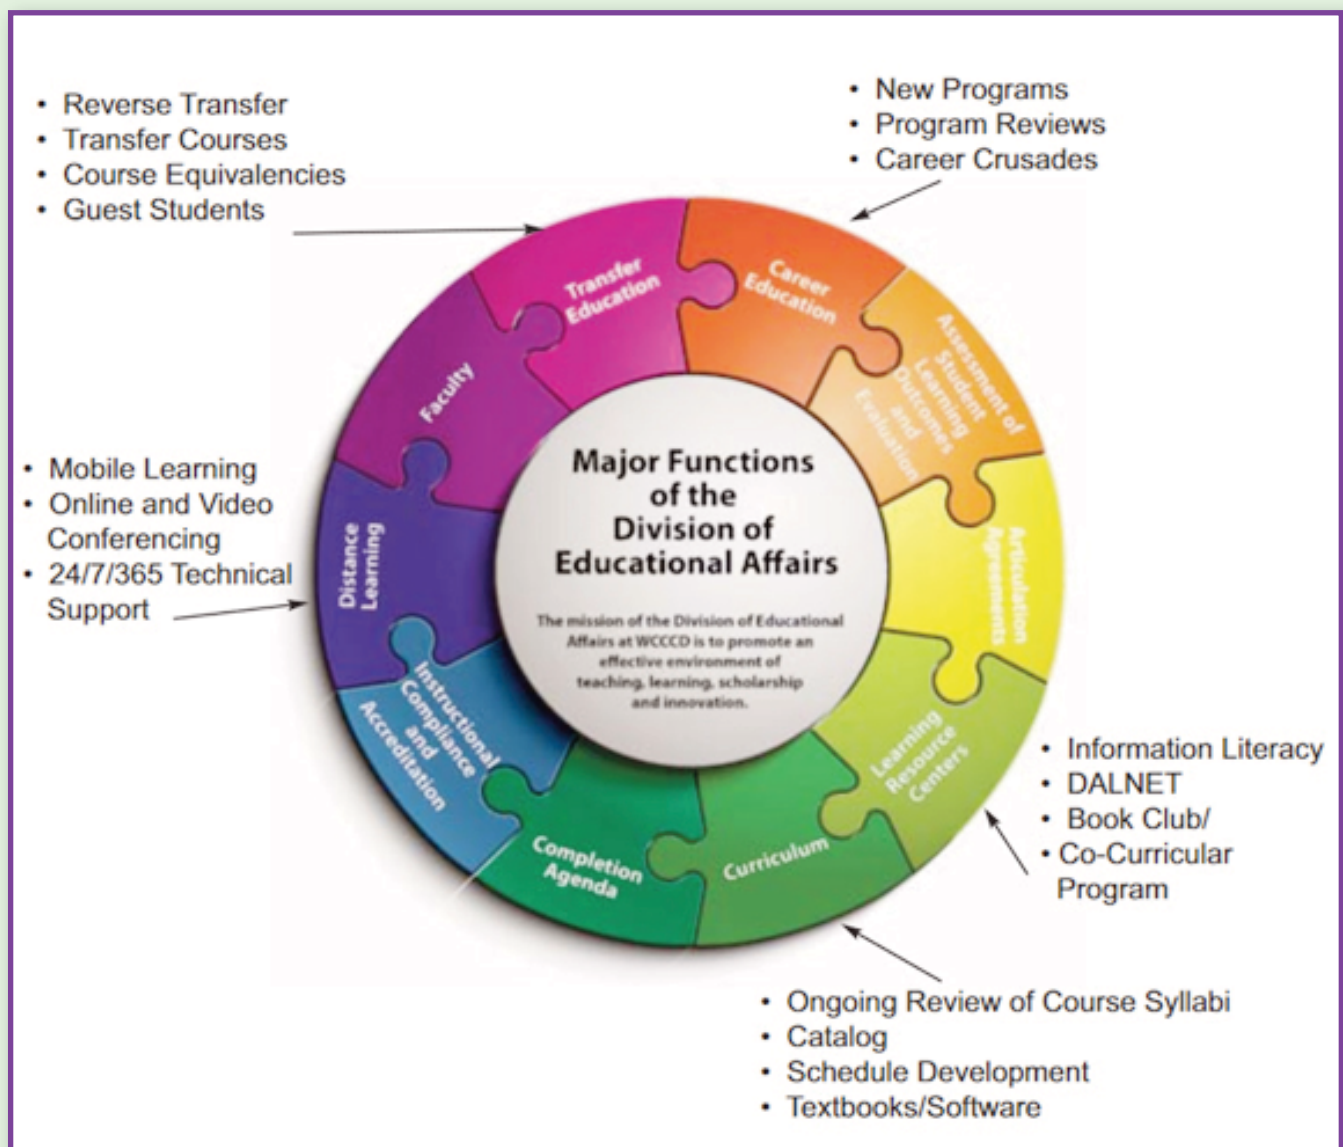 • Reverse Transfer
• Transfer Courses
• Course Equivalencies
• Guest Students
• New Programs
• Program Reviews
• Career Crusades
Transfer
Education
Career
Education
Assessment of
Student
Learning
Outcomes
and
Evaluation
Articulation
Agreements
Learning
Resource
Centers
Curriculum
Completion
Agenda
Instructional
Compliance
and
Accreditation
Distance
Learning
Faculty
Major Functions
of the
Division of
Educational Affairs
The mission of the Division of Educational
Affairs at WCCCD is to promote an
effective environment of
teaching, learning, scholarship
and innovation.
• Mobile Learning
• Online and Video
Conferencing
• 24/7/365 Technical
Support
• Information Literacy
• DALNET
• Book Club/
• Co-Curricular
Program
• Ongoing Review of Course Syllabi
• Catalog
• Schedule Development
• Textbooks/Software